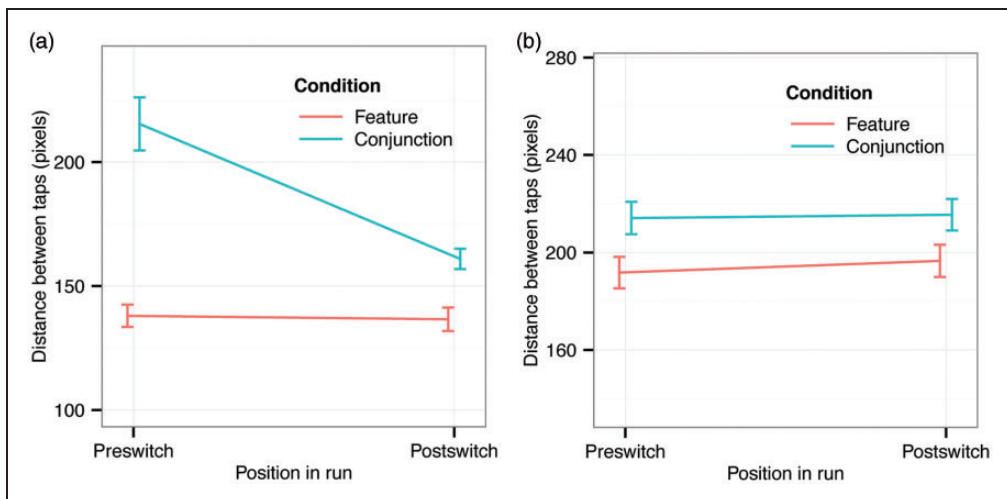 (a)
Condition
Feature
Conjunction
Distance between taps (pixels)
200
150
100
Preswitch
Postswitch
Position in run
(b)
Condition
Feature
Conjunction
Distance between taps (pixels)
280
240
200
160
Preswitch
Postswitch
Position in run